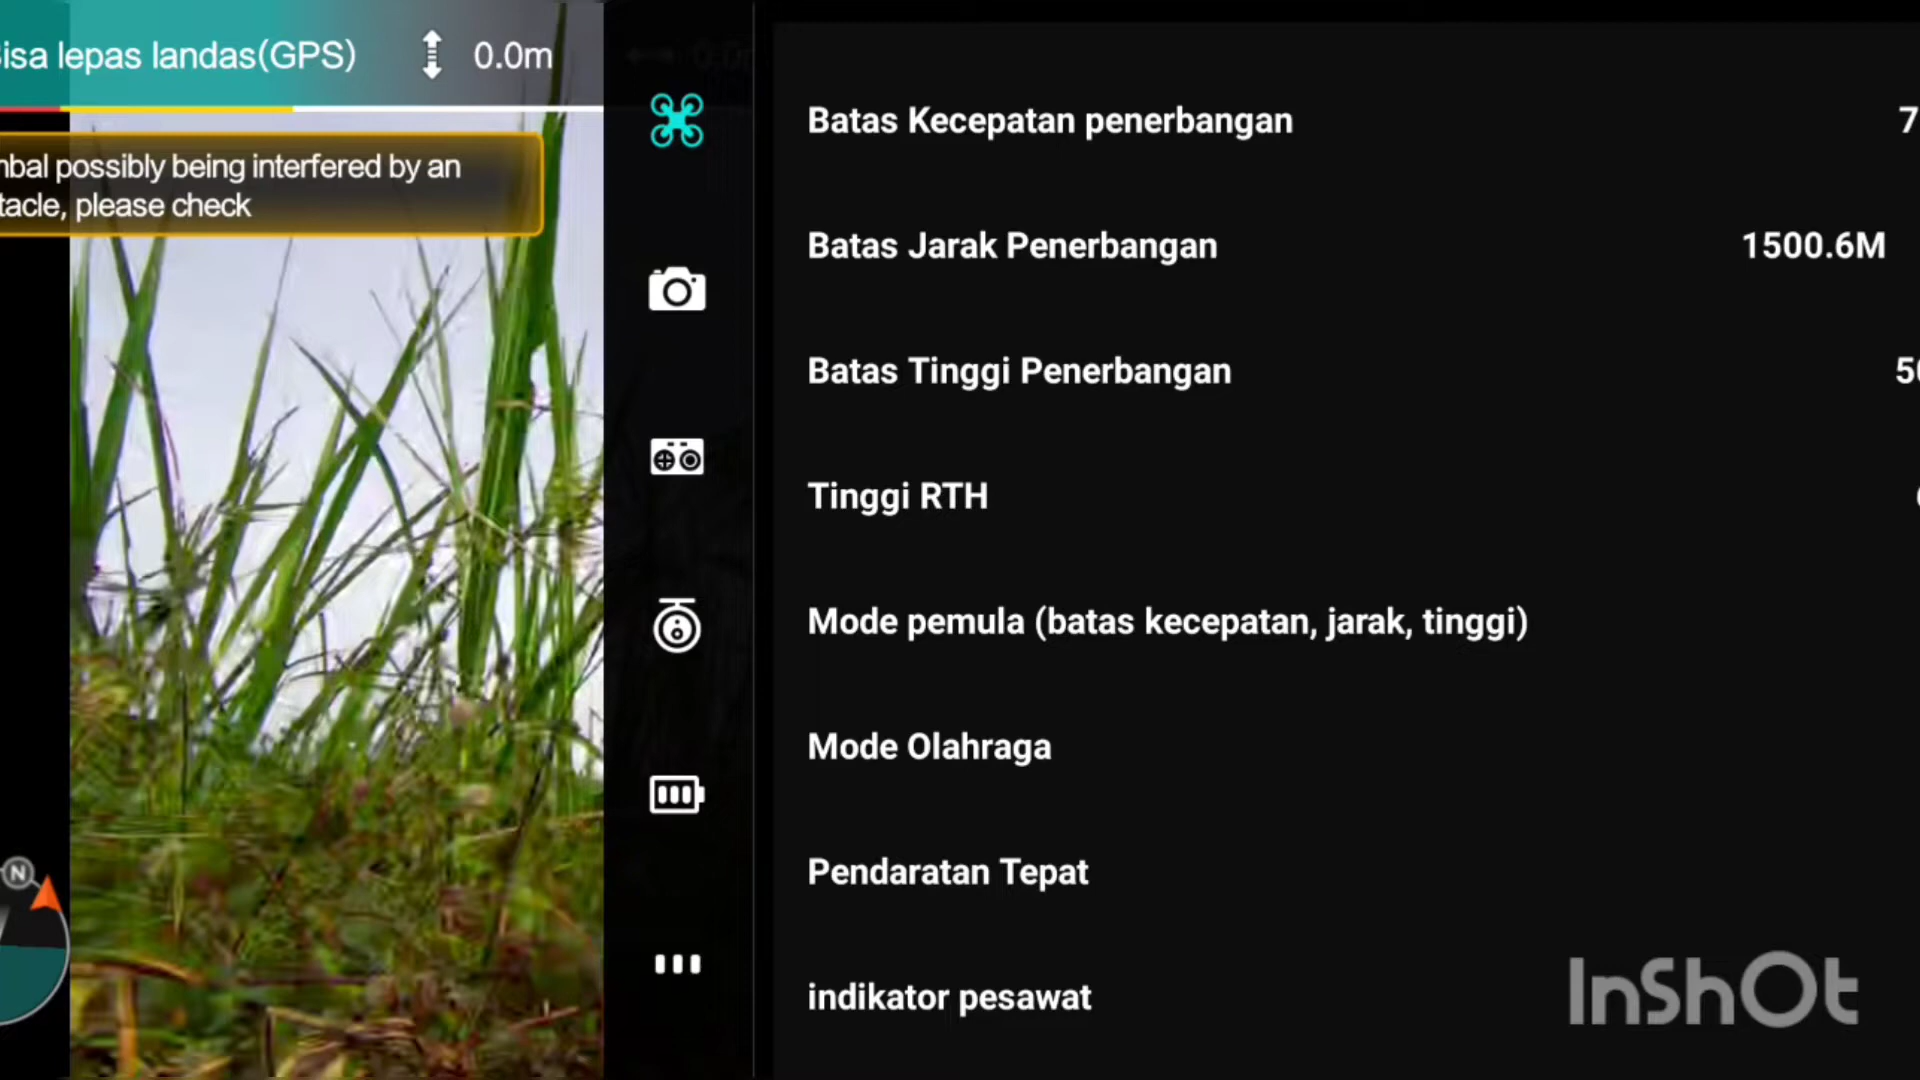 isa lepas landas(GPS) 0.0m
possibly being interfered by an
please check
N
Batas Kecepatan penerbangan 7
Batas Jarak Penerbangan 1500.6M
Batas Tinggi Penerbangan
Tinggi RTH
Mode pemula (batas kecepatan, jarak, tinggi)
Mode Olahraga
Pendaratan Tepat
indikator pesawat
InShOt